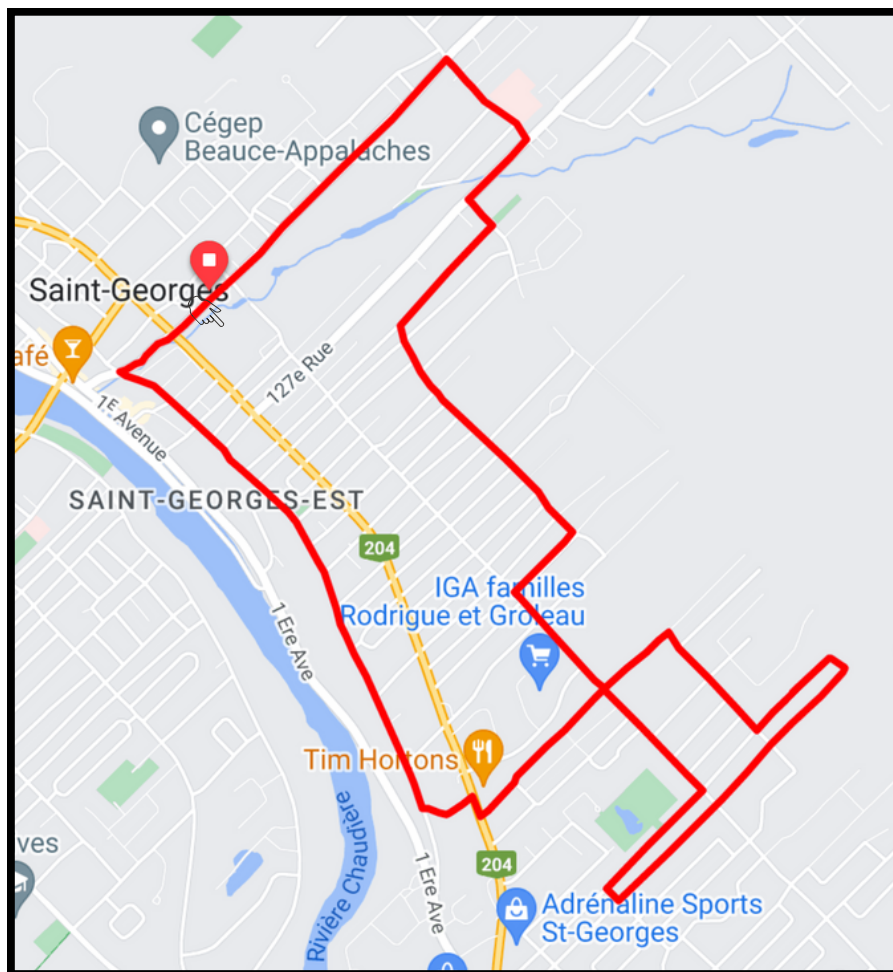 Cégep
Beauce-Appalaches
Saint-Georges
afé
127e Rue
1ᴱ Avenue
SAINT-GEORGES-EST
204
IGA familles
Rodrigue et Groleau
1 Ere Ave
Tim Hortons
Rivière Chaudière
1 Ere Ave
204
ves
Adrénaline Sports
St-Georges